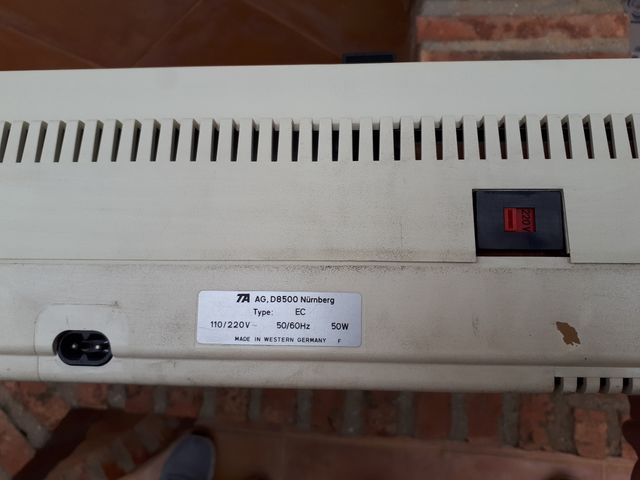 220V
TA AG, D8500 Nürnberg
Type: EC
110/220V~ 50/60Hz 50W
MADE IN WESTERN GERMANY F